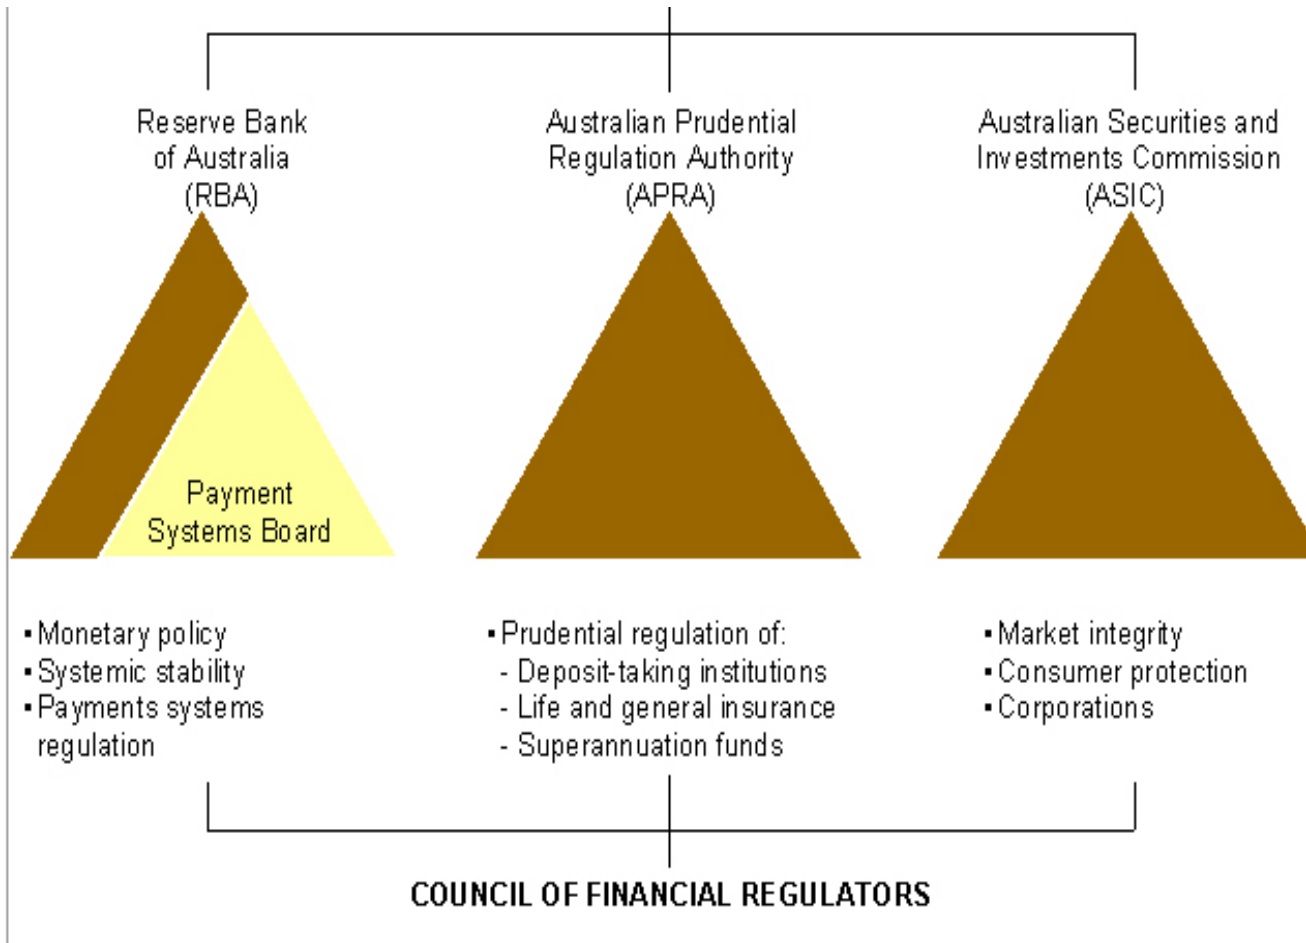 Reserve Bank
of Australia
(RBA)
Australian Prudential
Regulation Authority
(APRA)
Australian Securities and
Investments Commission
(ASIC)
Payment
Systems Board
▪ Monetary policy
▪ Systemic stability
▪ Payments systems
regulation
▪ Prudential regulation of:
- Deposit-taking institutions
- Life and general insurance
- Superannuation funds
▪ Market integrity
▪ Consumer protection
▪ Corporations
COUNCIL OF FINANCIAL REGULATORS